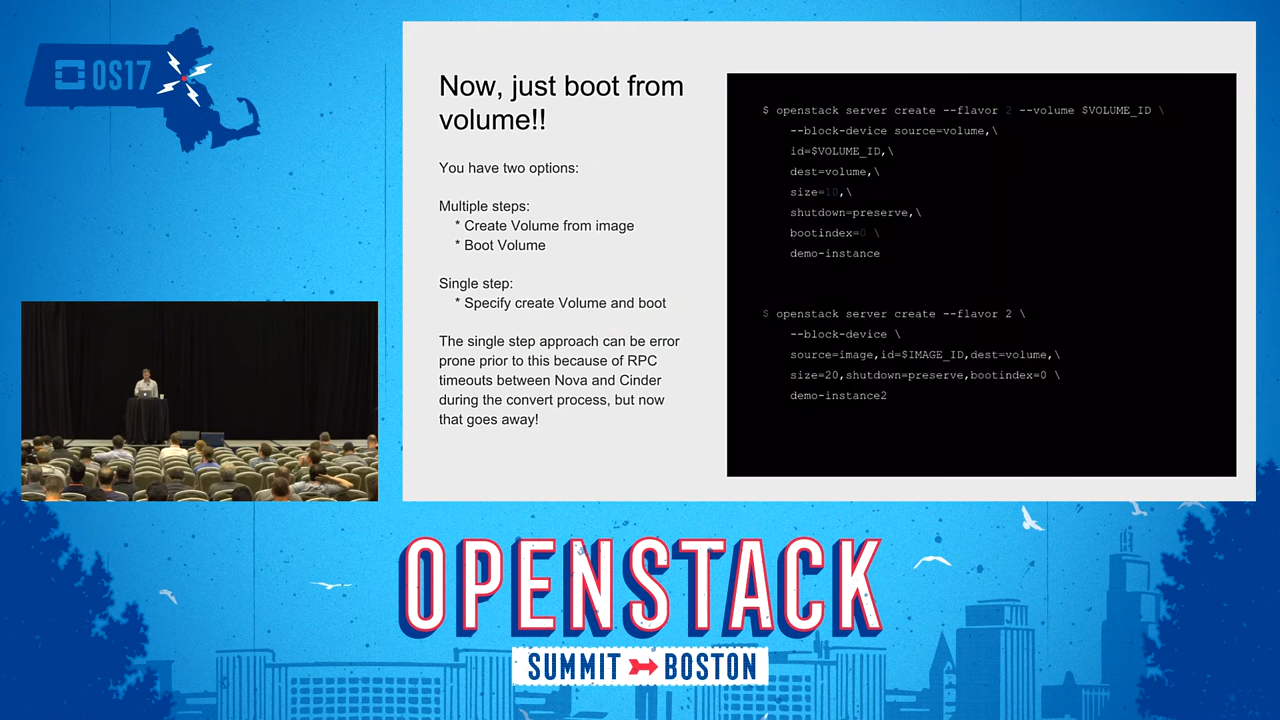 OS17
Now, just boot from
volume!!
You have two options:
Multiple steps:
* Create Volume from image
* Boot Volume
Single step:
* Specify create Volume and boot
The single step approach can be error
prone prior to this because of RPC
timeouts between Nova and Cinder
during the convert process, but now
that goes away!
$ openstack server create --flavor 2 --volume $VOLUME_ID \
--block-device source=volume,\
id=$VOLUME_ID,\
dest=volume,\
size=10,\
shutdown=preserve,\
bootindex=0 \
demo-instance
$ openstack server create --flavor 2 \
--block-device \
source=image,id=$IMAGE_ID,dest=volume,\
size=20,shutdown=preserve,bootindex=0 \
demo-instance2
OPENSTACK
SUMMIT BOSTON